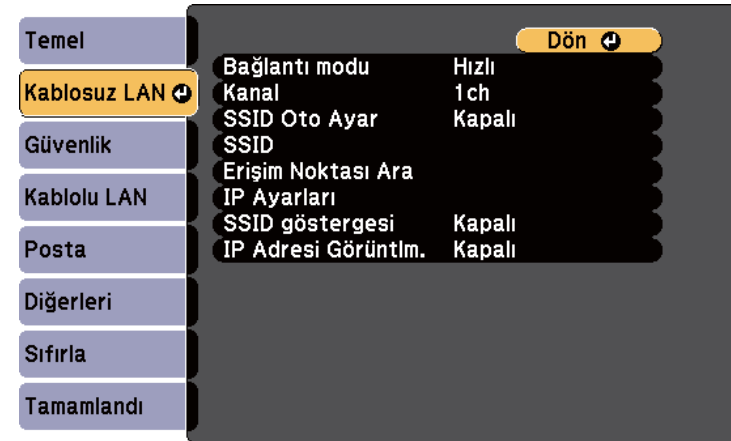 Temel
Kablosuz LAN
Güvenlik
Kablolu LAN
Posta
Diğerleri
Sıfırla
Tamamlandı
Dön
Bağlantı modu Hızlı
Kanal 1ch
SSID Oto Ayar Kapalı
SSID
Erişim Noktası Ara
IP Ayarları
SSID göstergesi Kapalı
IP Adresi Görüntlm. Kapalı